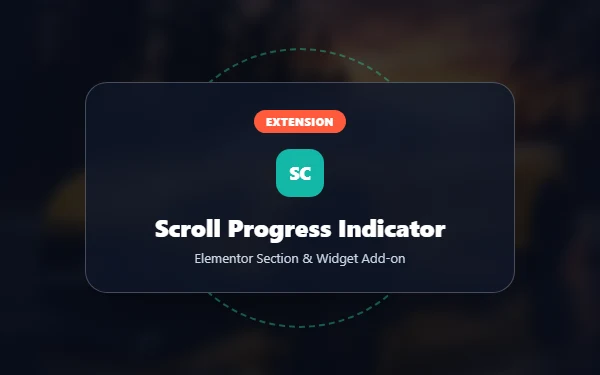 EXTENSION
SC
Scroll Progress Indicator
Elementor Section & Widget Add-on